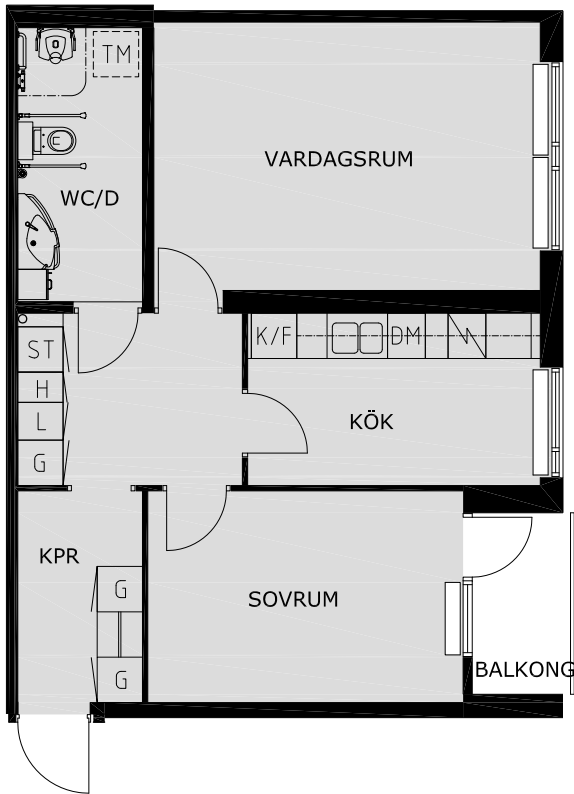 TM
VARDAGSRUM
WC/D
K/F
DM
ST
H
L
G
KÖK
KPR
G
SOVRUM
BALKONG
G